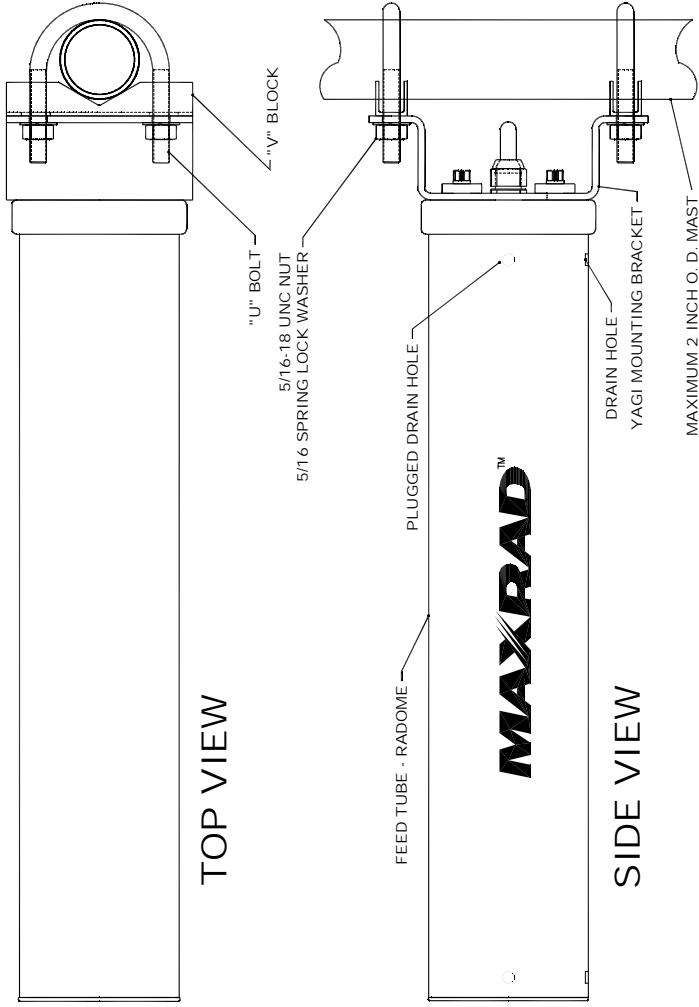 "V" BLOCK
"U" BOLT
5/16-18 UNC NUT
5/16 SPRING LOCK WASHER
TOP VIEW
PLUGGED DRAIN HOLE
FEED TUBE - RADOME
MAXRAD™
DRAIN HOLE
YAGI MOUNTING BRACKET
MAXIMUM 2 INCH O. D. MAST
SIDE VIEW